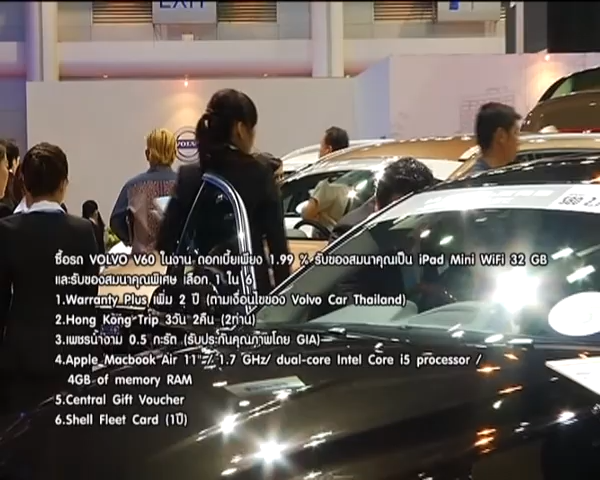 EXIT
VOLVO
ซื้อรถ VOLVO V60 ในงาน ดอกเบี้ยเพียง 1.99 % รับของสมนาคุณเป็น iPad Mini WiFi 32 GB
และรับของสมนาคุณพิเศษ เลือก 1 ใน 6
1.Warranty Plus เพิ่ม 2 ปี (ตามเงื่อนไขของ Volvo Car Thailand)
2.Hong Kong Trip 3วัน 2คืน (2ท่าน)
3.เพชรน้ำงาม 0.5 กะรัต (รับประกันคุณภาพโดย GIA)
4.Apple Macbook Air 11" / 1.7 GHz/ dual-core Intel Core i5 processor /
4GB of memory RAM
5.Central Gift Voucher
6.Shell Fleet Card (1ปี)